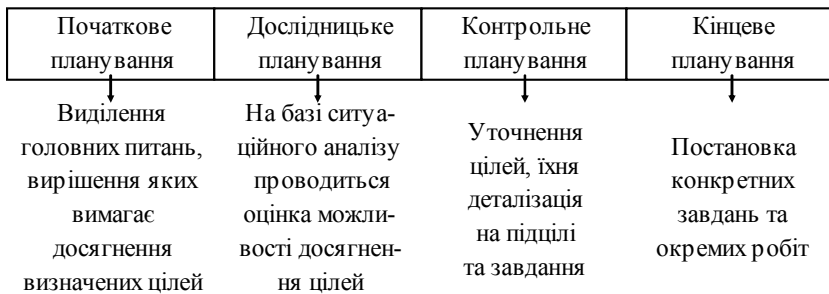 Початкове
планування
Дослідницьке
планування
Контрольне
планування
Кінцеве
планування
Виділення
головних питань,
вирішення яких
вимагає
досягнення
визначених цілей
На базі ситуа-
ційного аналізу
проводиться
оцінка можли-
вості досягнен-
ня цілей
Уточнення
цілей, їхня
деталізація
на підцілі
та завдання
Постановка
конкретних
завдань та
окремих робіт